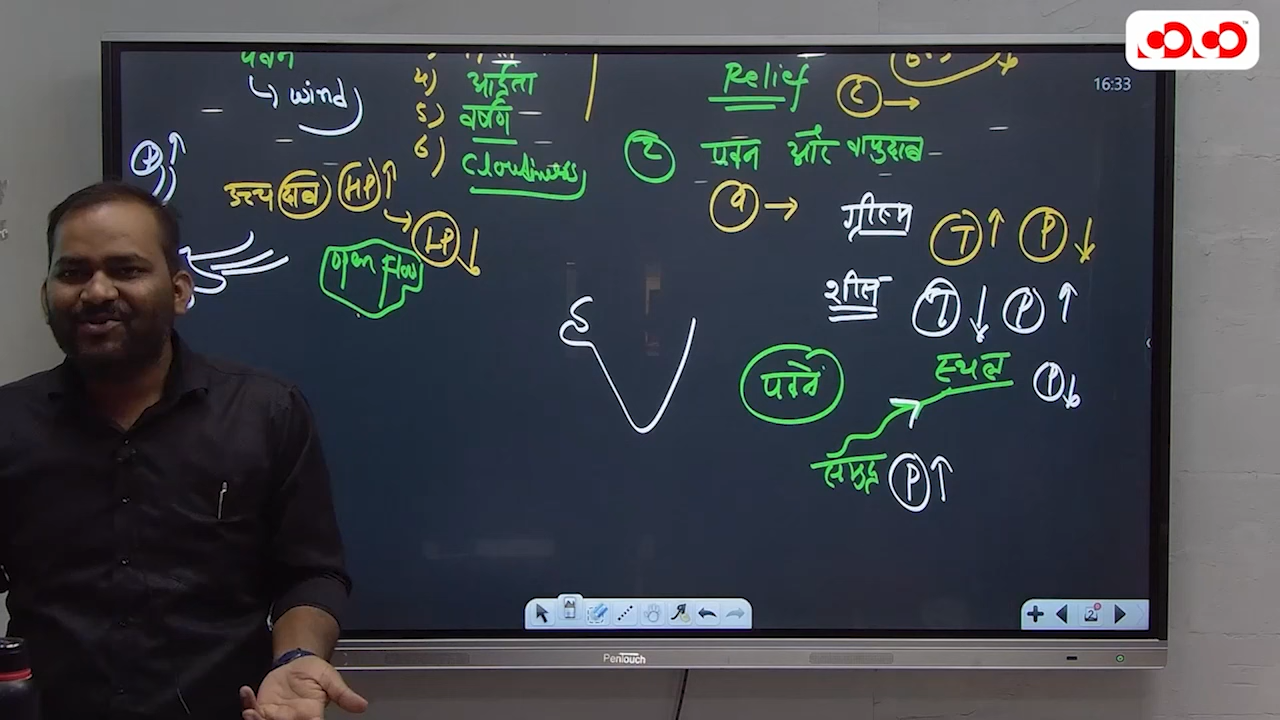 पवन
↳ wind
P ↑
उच्च दाब HP ↑
→ LP ↓
open flow
4) आर्द्रता
5) वर्षण
6) Cloudiness
Relief
→
16:33
2 पवन और वायुदाब
→ ग्रीष्म T ↑ P ↓
शीत T ↓ P ↑
पवनें
स्थल P ↓
समुद्र P ↑
2
PenTouch